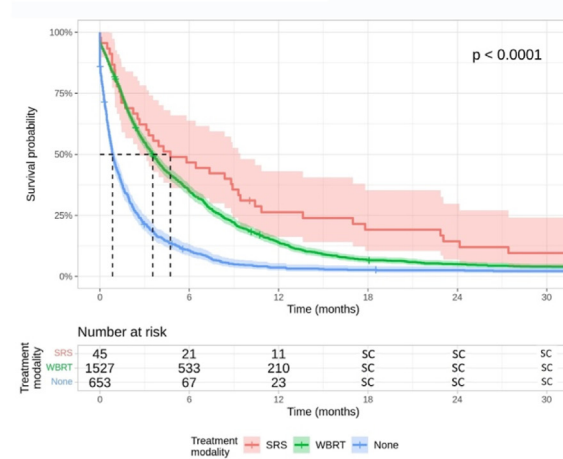 100%
75%
50%
25%
0%
Survival probability
p < 0.0001
0 6 12 18 24 30
Time (months)
Number at risk
Treatment modality
SRS 45 21 11 SC SC SC
WBRT 1527 533 210 SC SC SC
None 653 67 23 SC SC SC
0 6 12 18 24 30
Time (months)
Treatment
modality SRS WBRT None